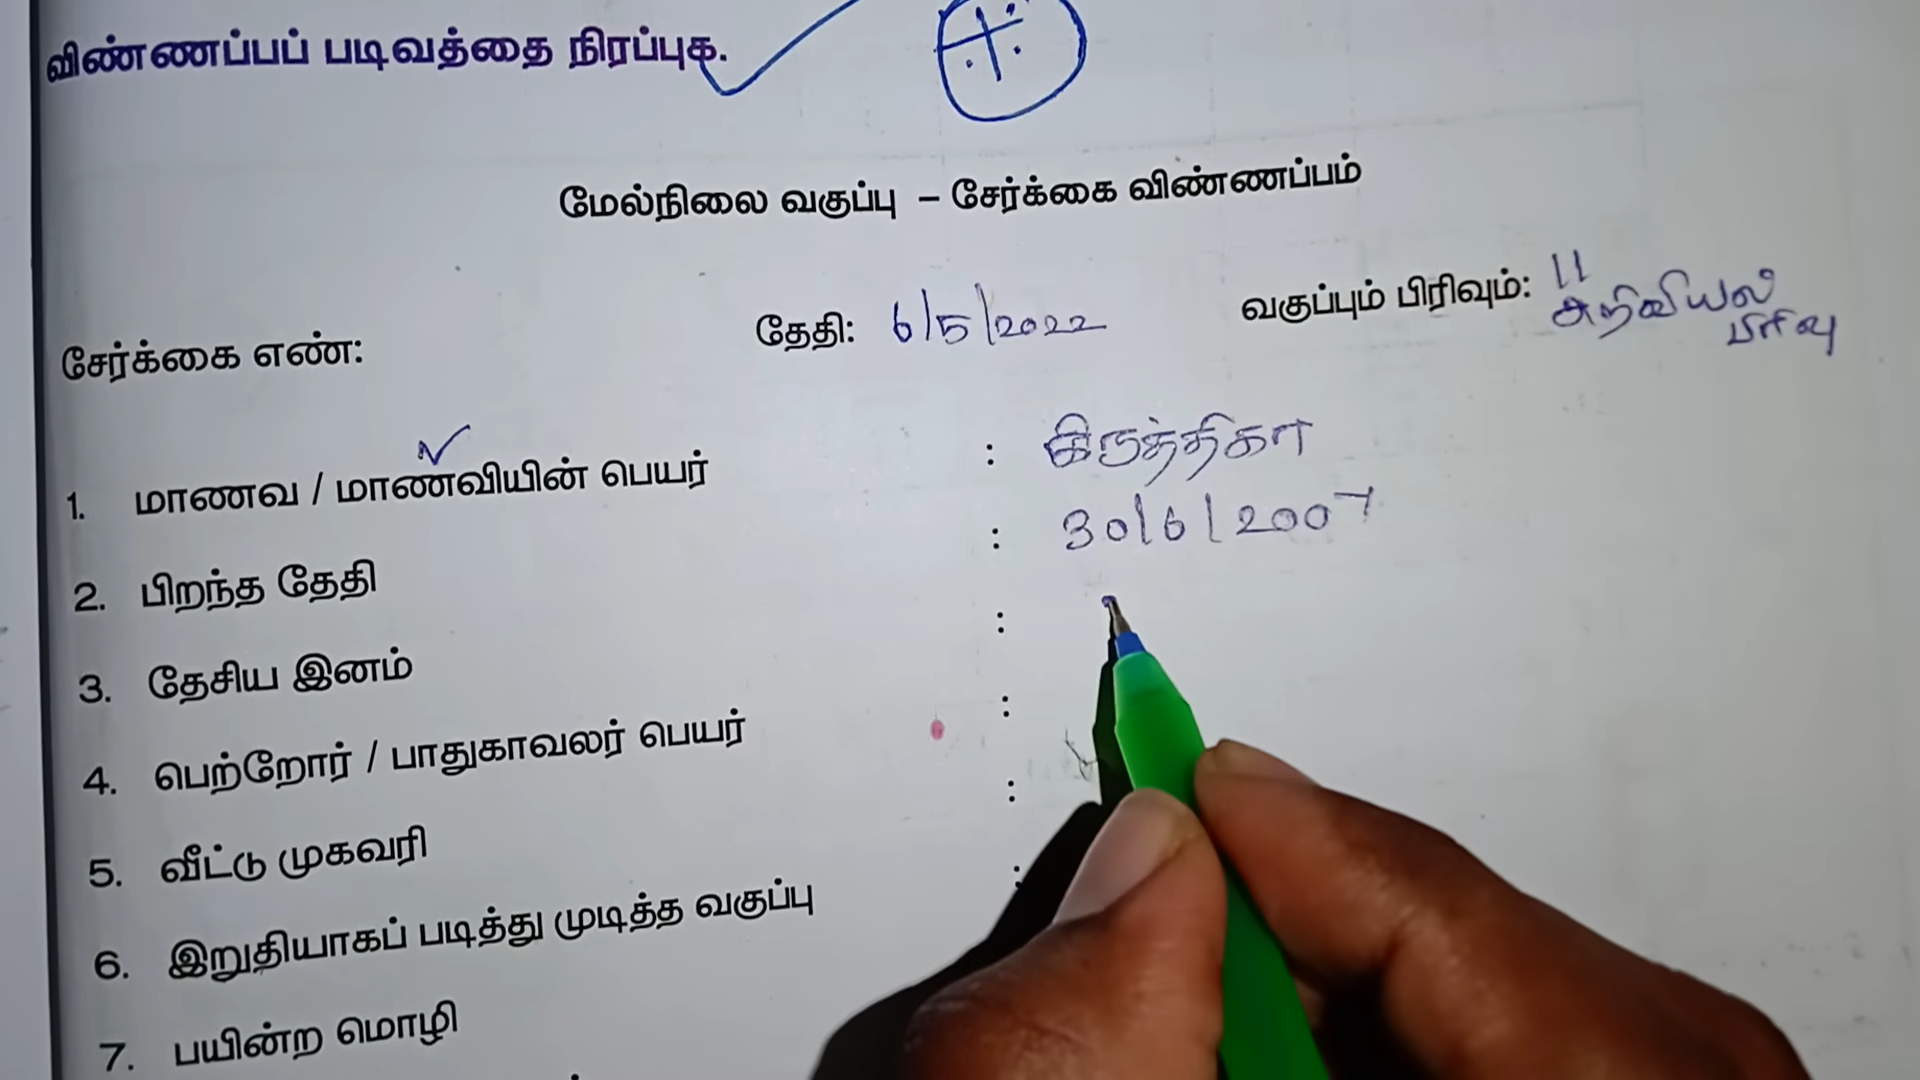 விண்ணப்பப் படிவத்தை நிரப்புக.
மேல்நிலை வகுப்பு – சேர்க்கை விண்ணப்பம்
சேர்க்கை எண்: தேதி: 6/5/2022 வகுப்பும் பிரிவும்: 11
அறிவியல்
பிரிவு
1. மாணவ / மாணவியின் பெயர் : கிருத்திகா
2. பிறந்த தேதி : 30/6/2007
3. தேசிய இனம் :
4. பெற்றோர் / பாதுகாவலர் பெயர் :
5. வீட்டு முகவரி :
6. இறுதியாகப் படித்து முடித்த வகுப்பு :
7. பயின்ற மொழி